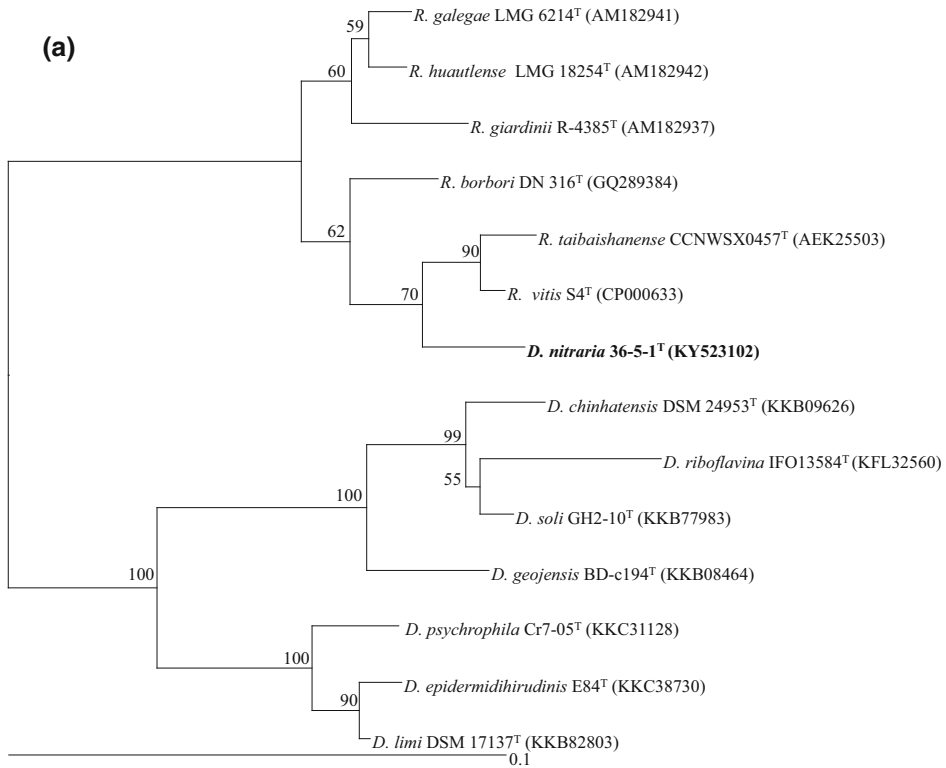 (a)
R. galegae LMG 6214ᵀ (AM182941)
59
R. huautlense LMG 18254ᵀ (AM182942)
60
R. giardinii R-4385ᵀ (AM182937)
R. borbori DN 316ᵀ (GQ289384)
62
R. taibaishanense CCNWSX0457ᵀ (AEK25503)
90
R. vitis S4ᵀ (CP000633)
70
D. nitraria 36-5-1ᵀ (KY523102)
D. chinhatensis DSM 24953ᵀ (KKB09626)
99
D. riboflavina IFO13584ᵀ (KFL32560)
55
D. soli GH2-10ᵀ (KKB77983)
100
D. geojensis BD-c194ᵀ (KKB08464)
100
D. psychrophila Cr7-05ᵀ (KKC31128)
100
D. epidermidihirudinis E84ᵀ (KKC38730)
90
D. limi DSM 17137ᵀ (KKB82803)
0.1